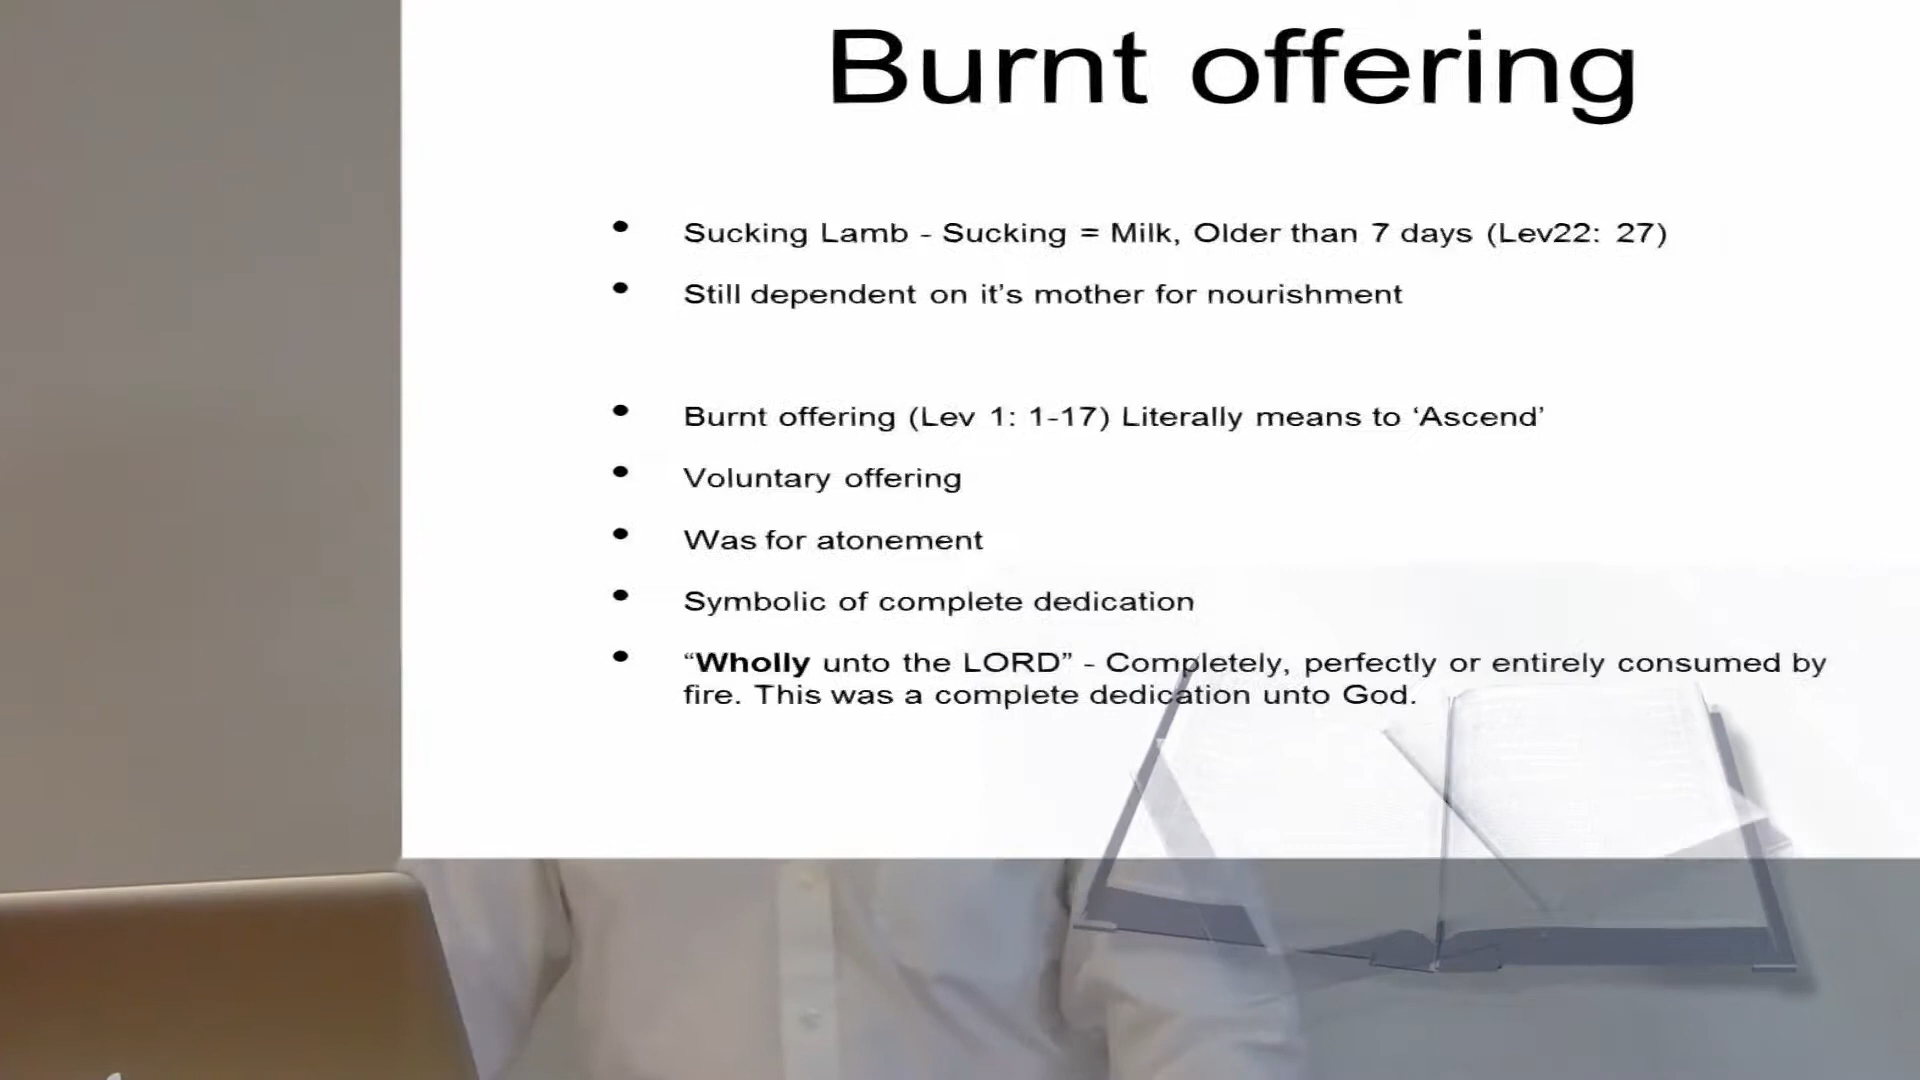 Burnt offering
• Sucking Lamb - Sucking = Milk, Older than 7 days (Lev22: 27)
• Still dependent on it’s mother for nourishment
• Burnt offering (Lev 1: 1-17) Literally means to ‘Ascend’
• Voluntary offering
• Was for atonement
• Symbolic of complete dedication
• “Wholly unto the LORD” - Completely, perfectly or entirely consumed by
fire. This was a complete dedication unto God.